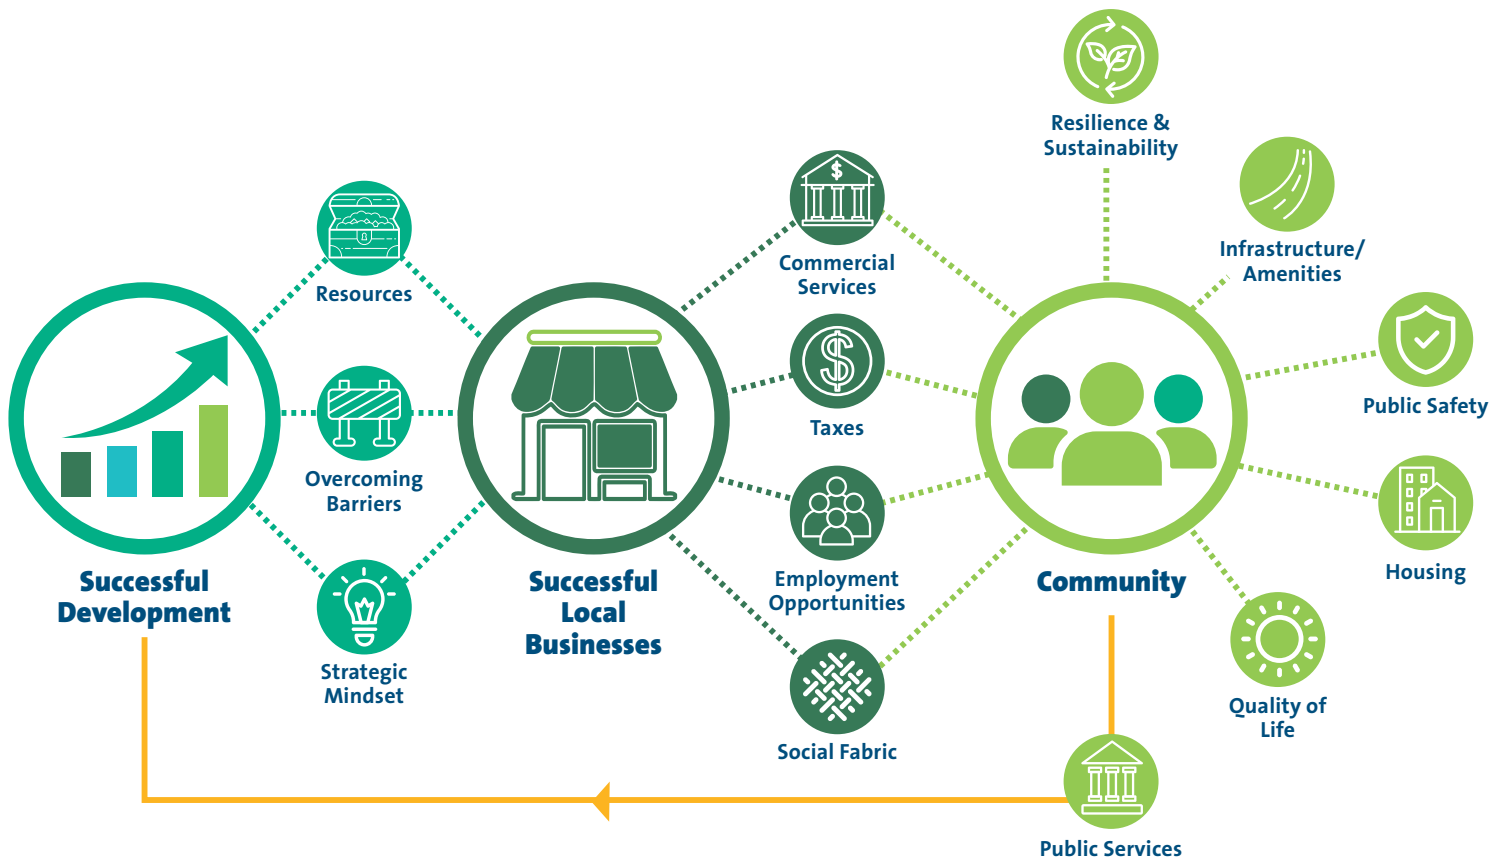 Resilience &
Sustainability
Infrastructure/
Amenities
$
Commercial
Services
Resources
$
Taxes
Public Safety
Overcoming
Barriers
Successful
Development
Successful
Local
Businesses
Employment
Opportunities
Community
Housing
Strategic
Mindset
Social Fabric
Quality of
Life
Public Services